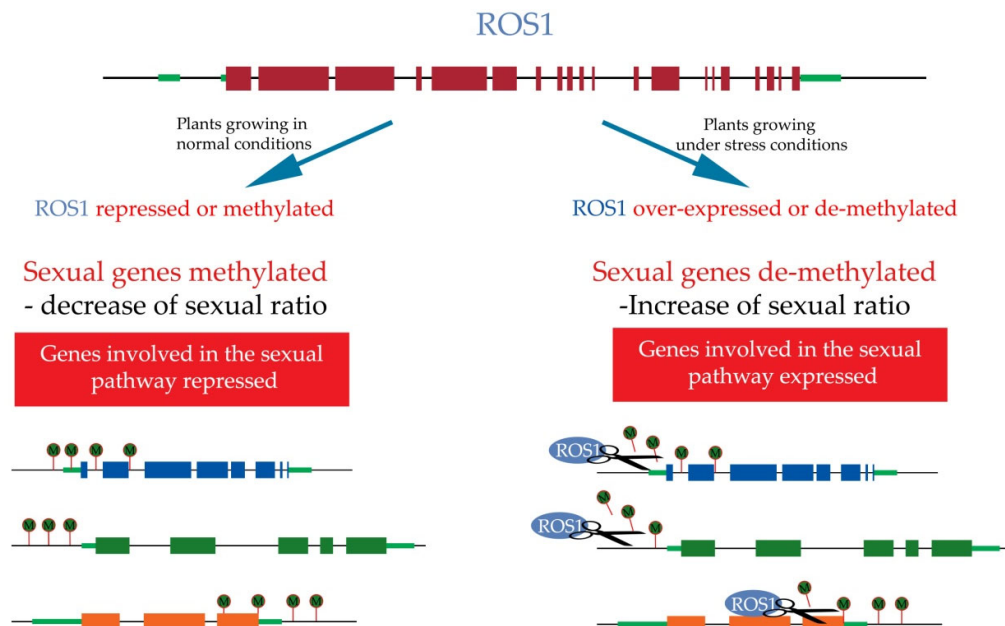 ROS1
Plants growing in
normal conditions
Plants growing
under stress conditions
ROS1 repressed or methylated
ROS1 over-expressed or de-methylated
Sexual genes methylated
- decrease of sexual ratio
Sexual genes de-methylated
-Increase of sexual ratio
Genes involved in the sexual
pathway repressed
Genes involved in the sexual
pathway expressed
M M M M
ROS1 M M M M
M M M
ROS1 M M M
M M M M
ROS1 M M M M